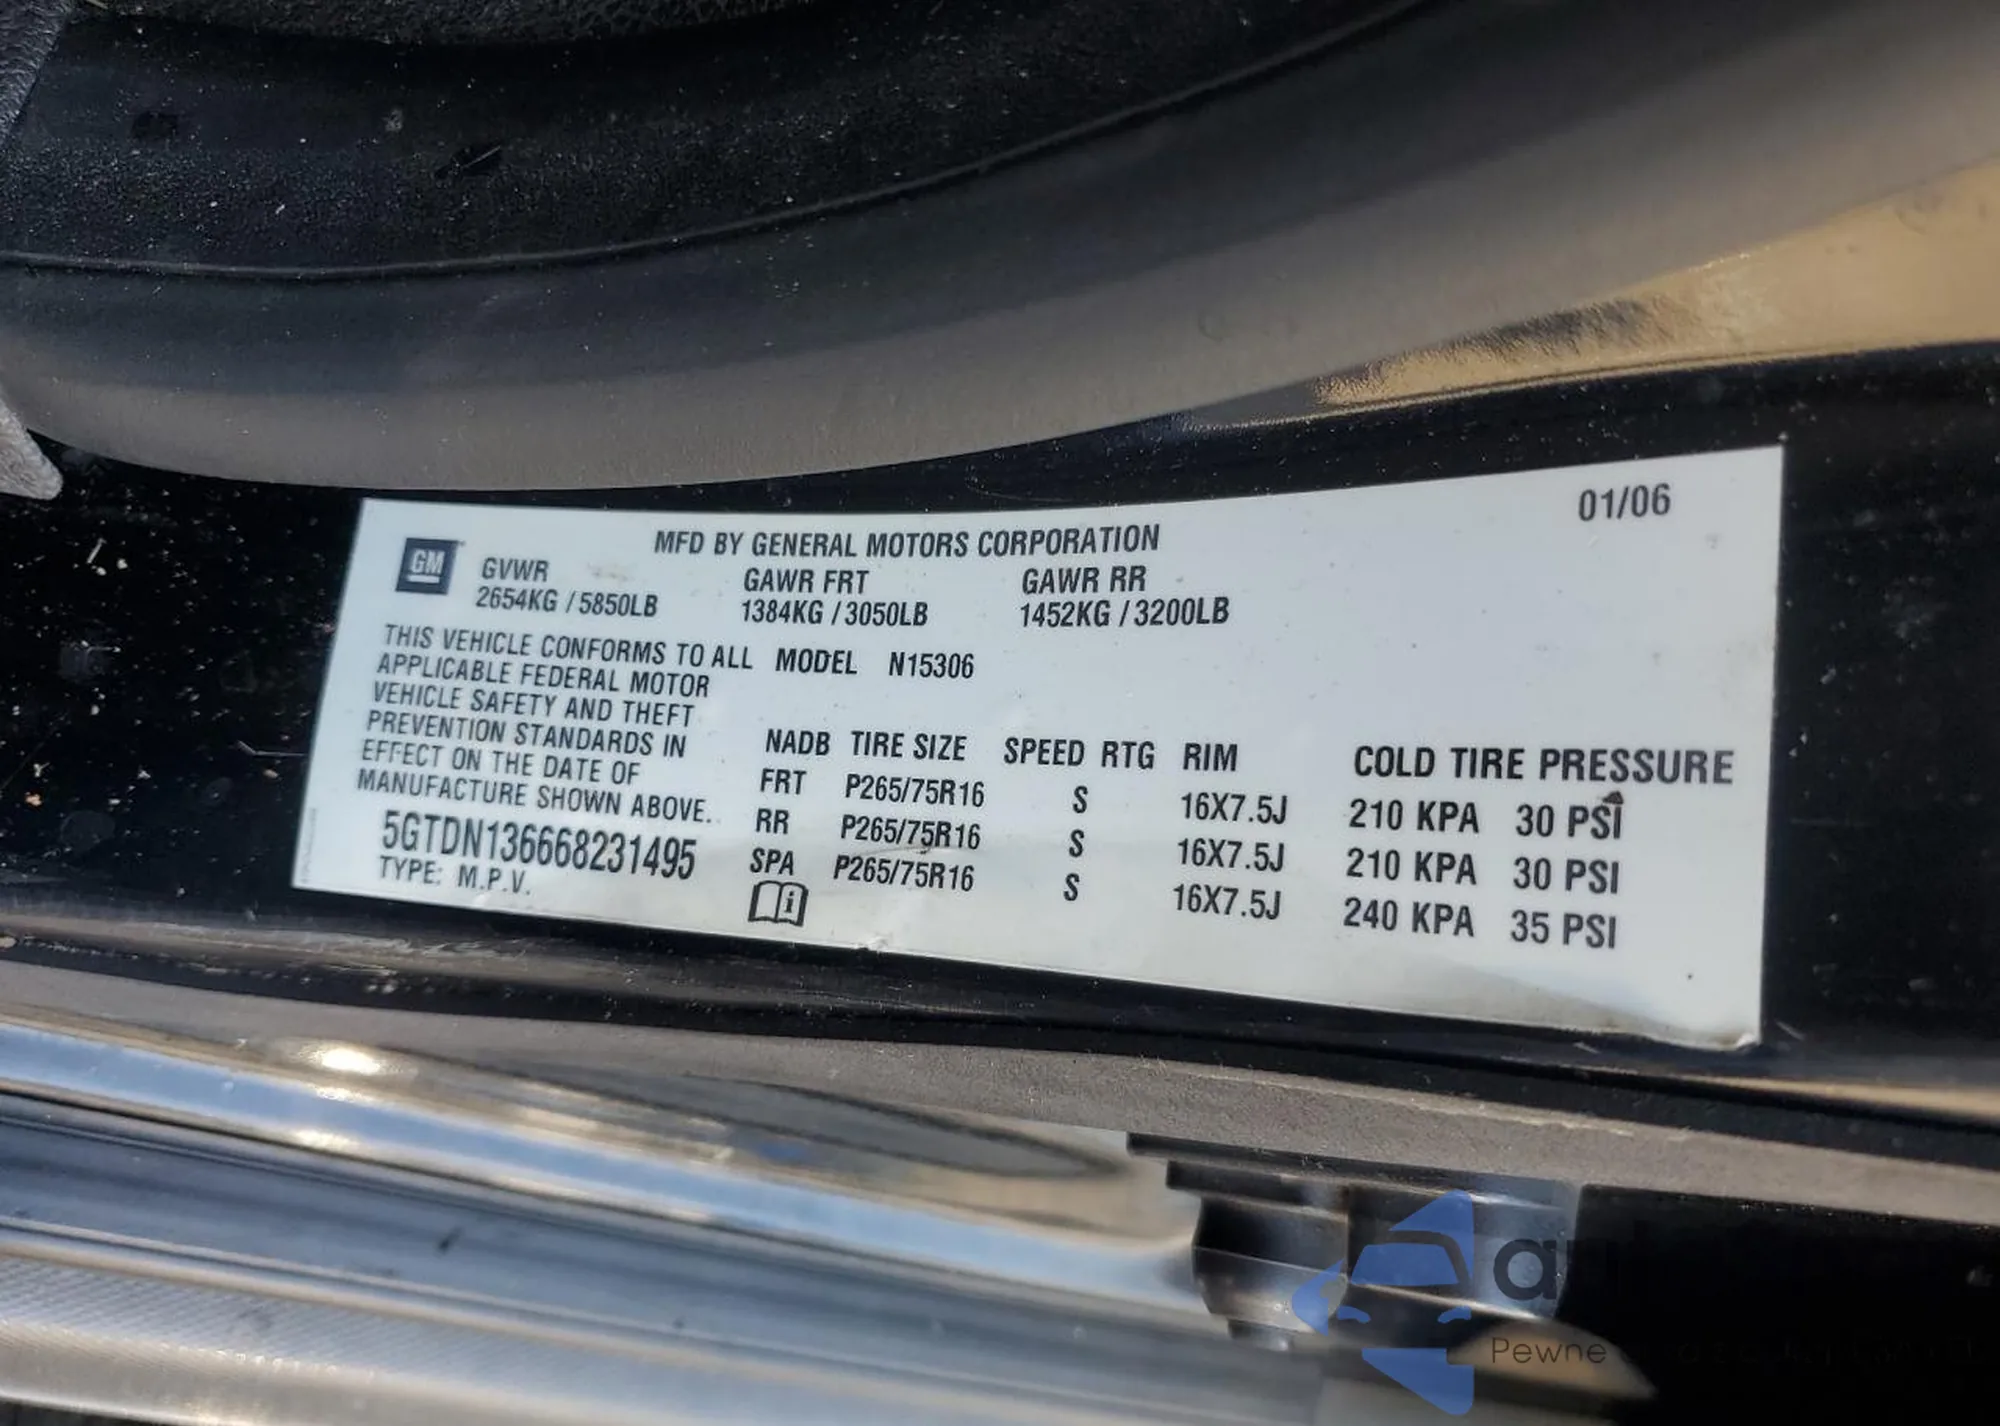 01/06
MFD BY GENERAL MOTORS CORPORATION
GM
GVWR GAWR FRT GAWR RR
2654KG / 5850LB 1384KG / 3050LB 1452KG / 3200LB
THIS VEHICLE CONFORMS TO ALL
APPLICABLE FEDERAL MOTOR
VEHICLE SAFETY AND THEFT
PREVENTION STANDARDS IN
EFFECT ON THE DATE OF
MANUFACTURE SHOWN ABOVE.
5GTDN136668231495
TYPE: M.P.V.
MODEL N15306
NADB TIRE SIZE SPEED RTG RIM COLD TIRE PRESSURE
FRT P265/75R16 S 16X7.5J 210 KPA 30 PSI
RR P265/75R16 S 16X7.5J 210 KPA 30 PSI
SPA P265/75R16 S 16X7.5J 240 KPA 35 PSI
Pewne